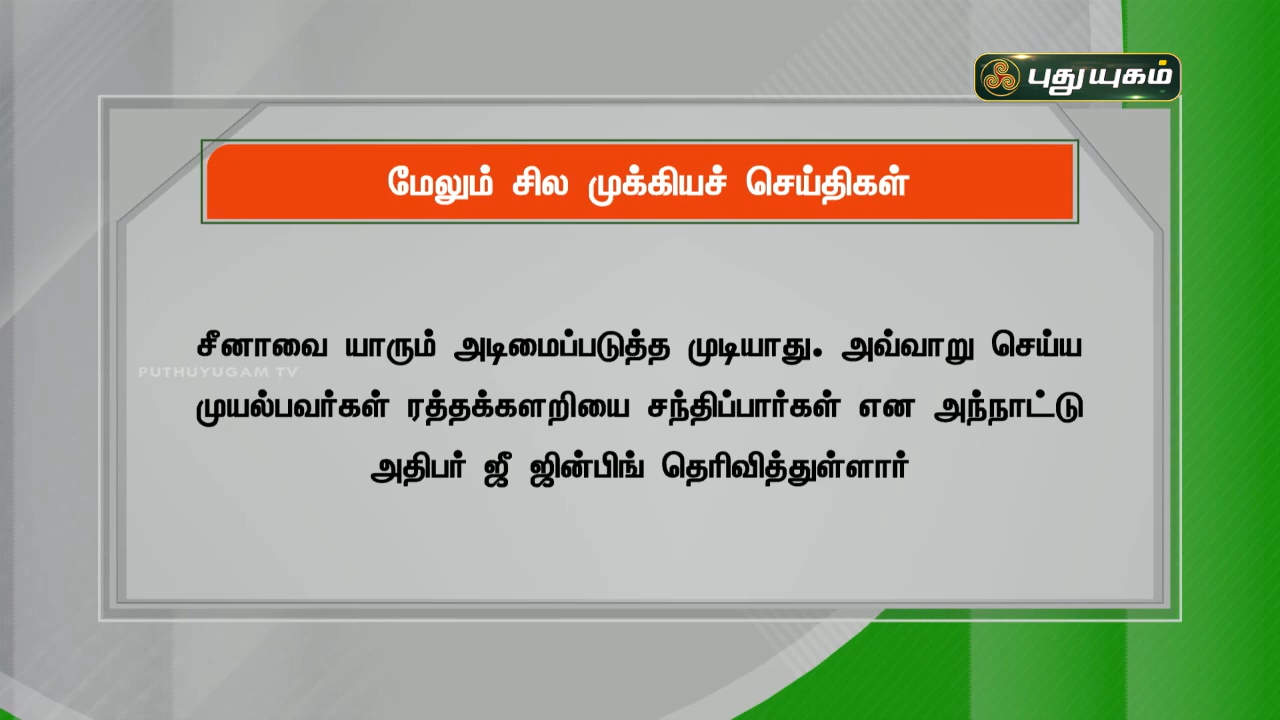 புதுயுகம்
மேலும் சில முக்கியச் செய்திகள்
சீனாவை யாரும் அடிமைப்படுத்த முடியாது. அவ்வாறு செய்ய
PUTHUYUGAM TV
முயல்பவர்கள் ரத்தக்களறியை சந்திப்பார்கள் என அந்நாட்டு
அதிபர் ஜீ ஜின்பிங் தெரிவித்துள்ளார்